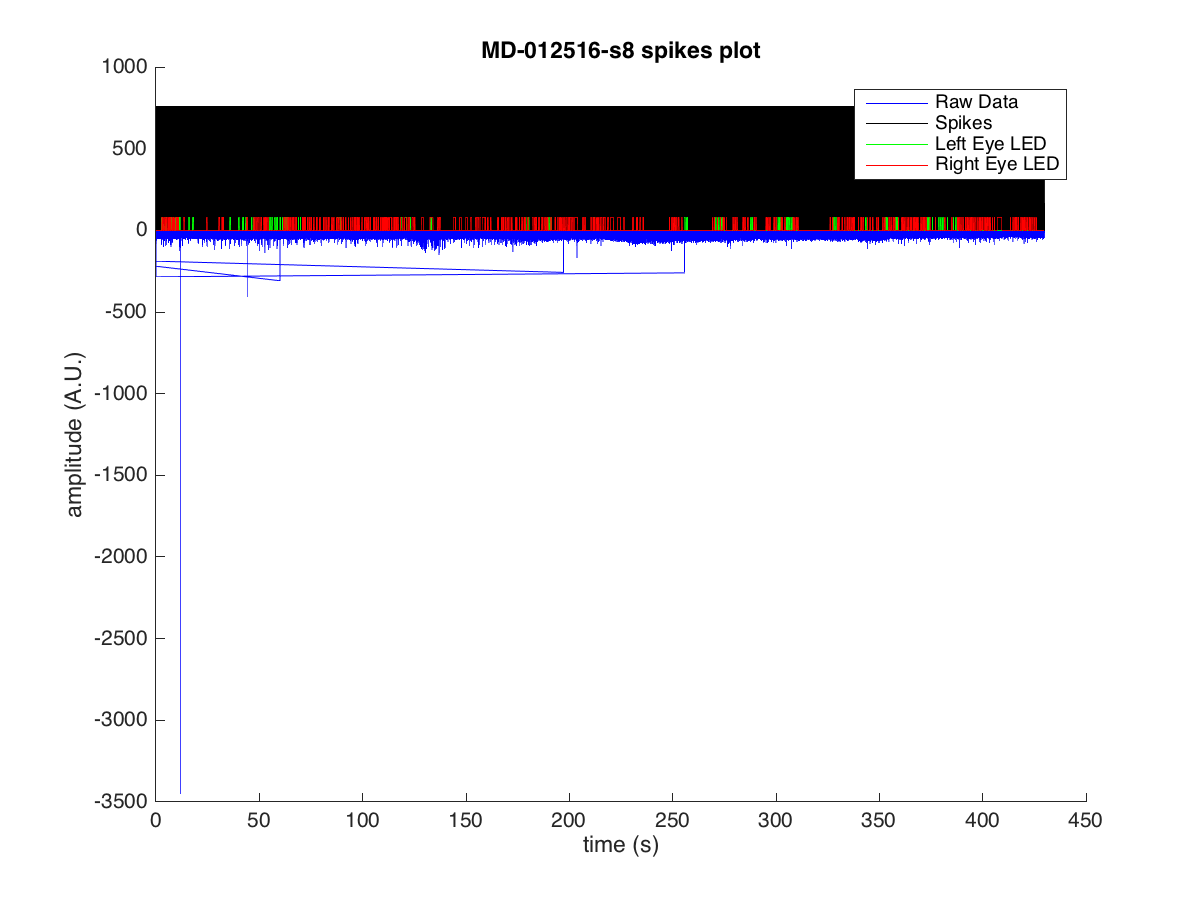 MD-012516-s8 spikes plot
1000
500
0
-500
-1000
-1500
-2000
-2500
-3000
-3500
amplitude (A.U.)
Raw Data
Spikes
Left Eye LED
Right Eye LED
0 50 100 150 200 250 300 350 400 450
time (s)